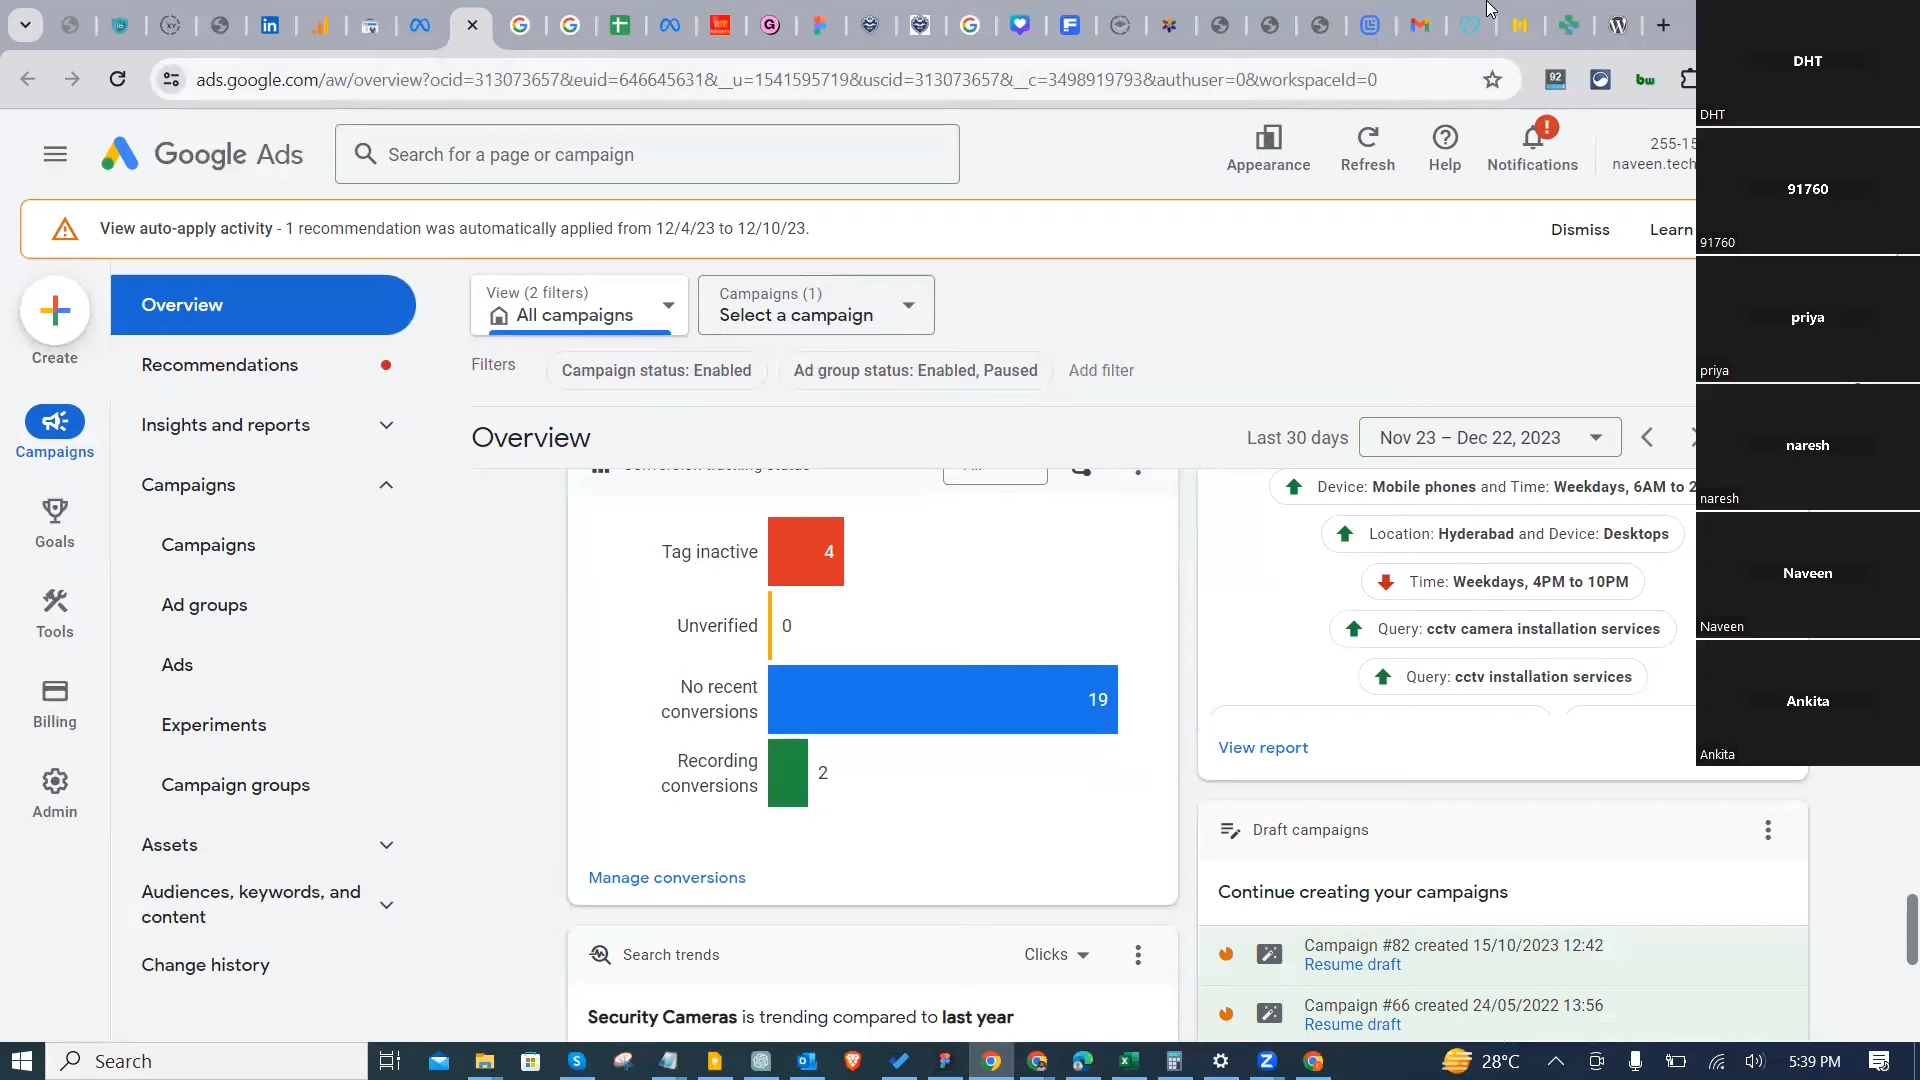 ads.google.com/aw/overview?ocid=313073657&euid=646645631&__u=1541595719&uscid=313073657&__c=3498919793&authuser=0&workspaceId=0
92
bw
Google Ads
Search for a page or campaign
Appearance
Refresh
Help
Notifications
255-15
naveen.tech
View auto-apply activity - 1 recommendation was automatically applied from 12/4/23 to 12/10/23.
Dismiss
Learn
Create
Campaigns
Goals
Tools
Billing
Admin
Overview
Recommendations
Insights and reports
Campaigns
Campaigns
Ad groups
Ads
Experiments
Campaign groups
Assets
Audiences, keywords, and
content
Change history
View (2 filters)
All campaigns
Campaigns (1)
Select a campaign
Filters
Campaign status: Enabled
Ad group status: Enabled, Paused
Add filter
Overview
Last 30 days
Nov 23 – Dec 22, 2023
Tag inactive
4
Unverified
0
No recent
conversions
19
Recording
conversions
2
Manage conversions
Search trends
Clicks
Security Cameras is trending compared to last year
Device: Mobile phones and Time: Weekdays, 6AM to 2
Location: Hyderabad and Device: Desktops
Time: Weekdays, 4PM to 10PM
Query: cctv camera installation services
Query: cctv installation services
View report
Draft campaigns
Continue creating your campaigns
Campaign #82 created 15/10/2023 12:42
Resume draft
Campaign #66 created 24/05/2022 13:56
Resume draft
DHT
DHT
91760
91760
priya
priya
naresh
naresh
Naveen
Naveen
Ankita
Ankita
Search
28°C
5:39 PM